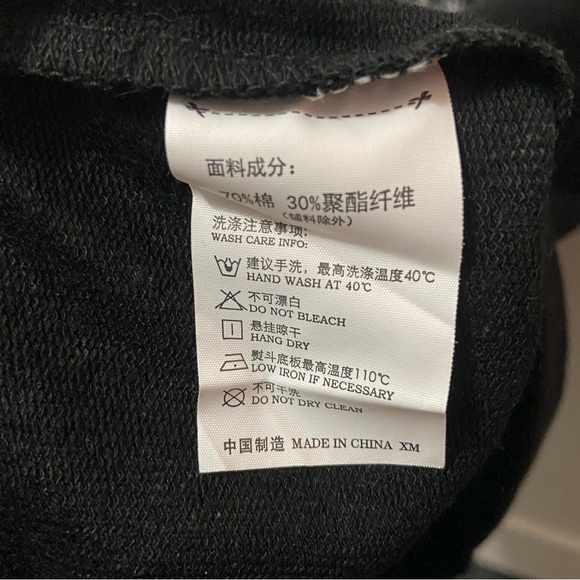 面料成分：
70%棉 30%聚酯纤维
（辅料除外）
洗涤注意事项:
WASH CARE INFO:
建议手洗，最高洗涤温度40℃
HAND WASH AT 40℃
不可漂白
DO NOT BLEACH
悬挂晾干
HANG DRY
熨斗底板最高温度110℃
LOW IRON IF NECESSARY
不可干洗
DO NOT DRY CLEAN
中国制造 MADE IN CHINA XM